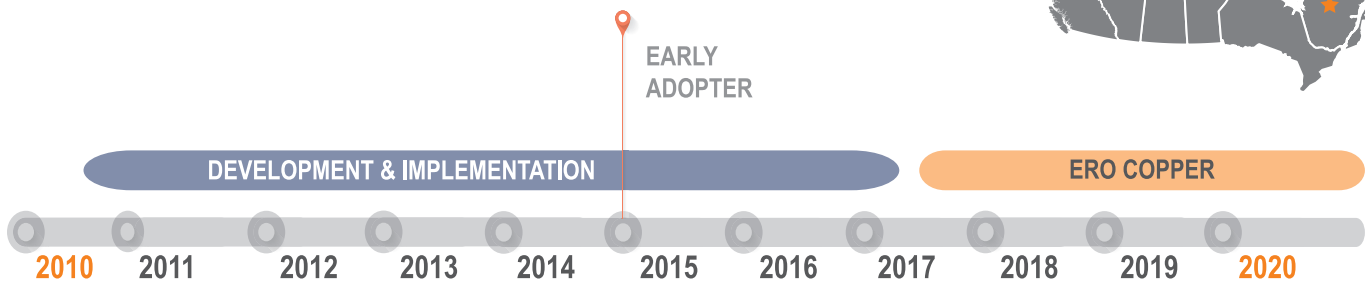 EARLY
ADOPTER
DEVELOPMENT & IMPLEMENTATION
ERO COPPER
2010 2011 2012 2013 2014 2015 2016 2017 2018 2019 2020